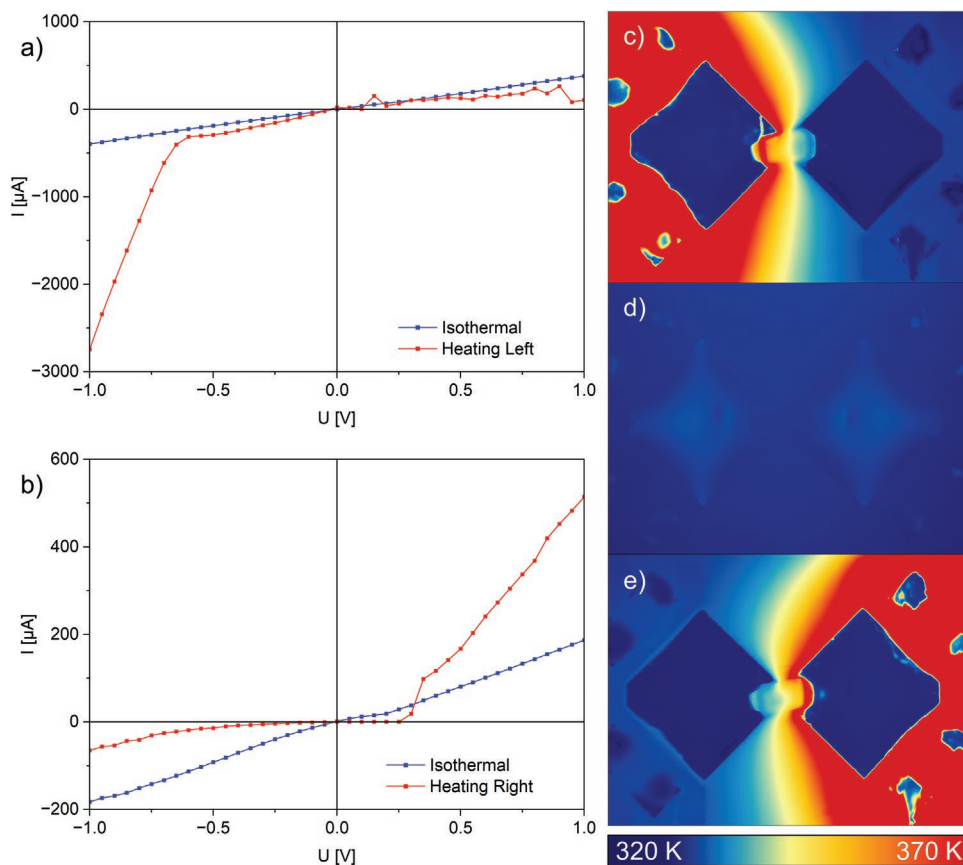 a)
1000
0
−1000
−2000
−3000
I [µA]
−1.0 −0.5 0.0 0.5 1.0
U [V]
Isothermal
Heating Left
b)
600
400
200
0
−200
I [µA]
−1.0 −0.5 0.0 0.5 1.0
U [V]
Isothermal
Heating Right
c)
d)
e)
320 K 370 K